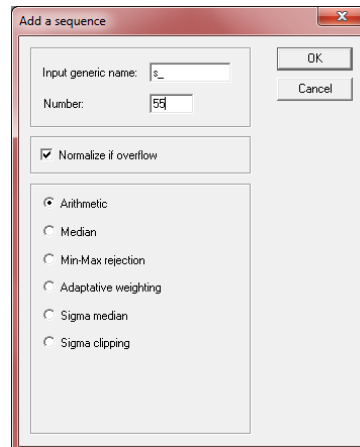 Add a sequence
x
OK
Input generic name: s_
Cancel
Number: 55
Normalize if overflow
Arithmetic
Median
Min-Max rejection
Adaptative weighting
Sigma median
Sigma clipping